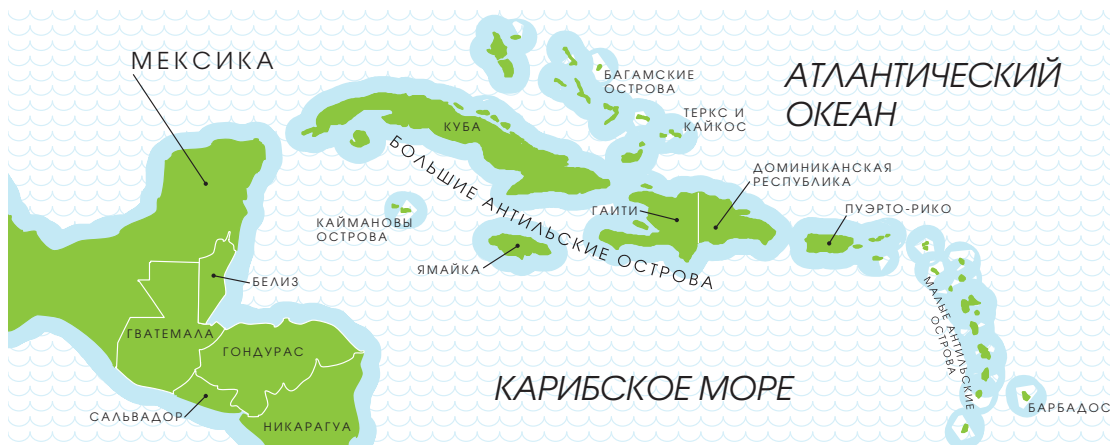 МЕКСИКА
БАГАМСКИЕ
ОСТРОВА
АТЛАНТИЧЕСКИЙ
ОКЕАН
ТЕРКС И
КАЙКОС
КУБА
БОЛЬШИЕ АНТИЛЬСКИЕ ОСТРОВА
ДОМИНИКАНСКАЯ
РЕСПУБЛИКА
ГАИТИ
ПУЭРТО-РИКО
КАЙМАНОВЫ
ОСТРОВА
ЯМАЙКА
БЕЛИЗ
МАЛЫЕ АНТИЛЬСКИЕ
ОСТРОВА
ГВАТЕМАЛА
ГОНДУРАС
КАРИБСКОЕ МОРЕ
САЛЬВАДОР
НИКАРАГУА
БАРБАДОС